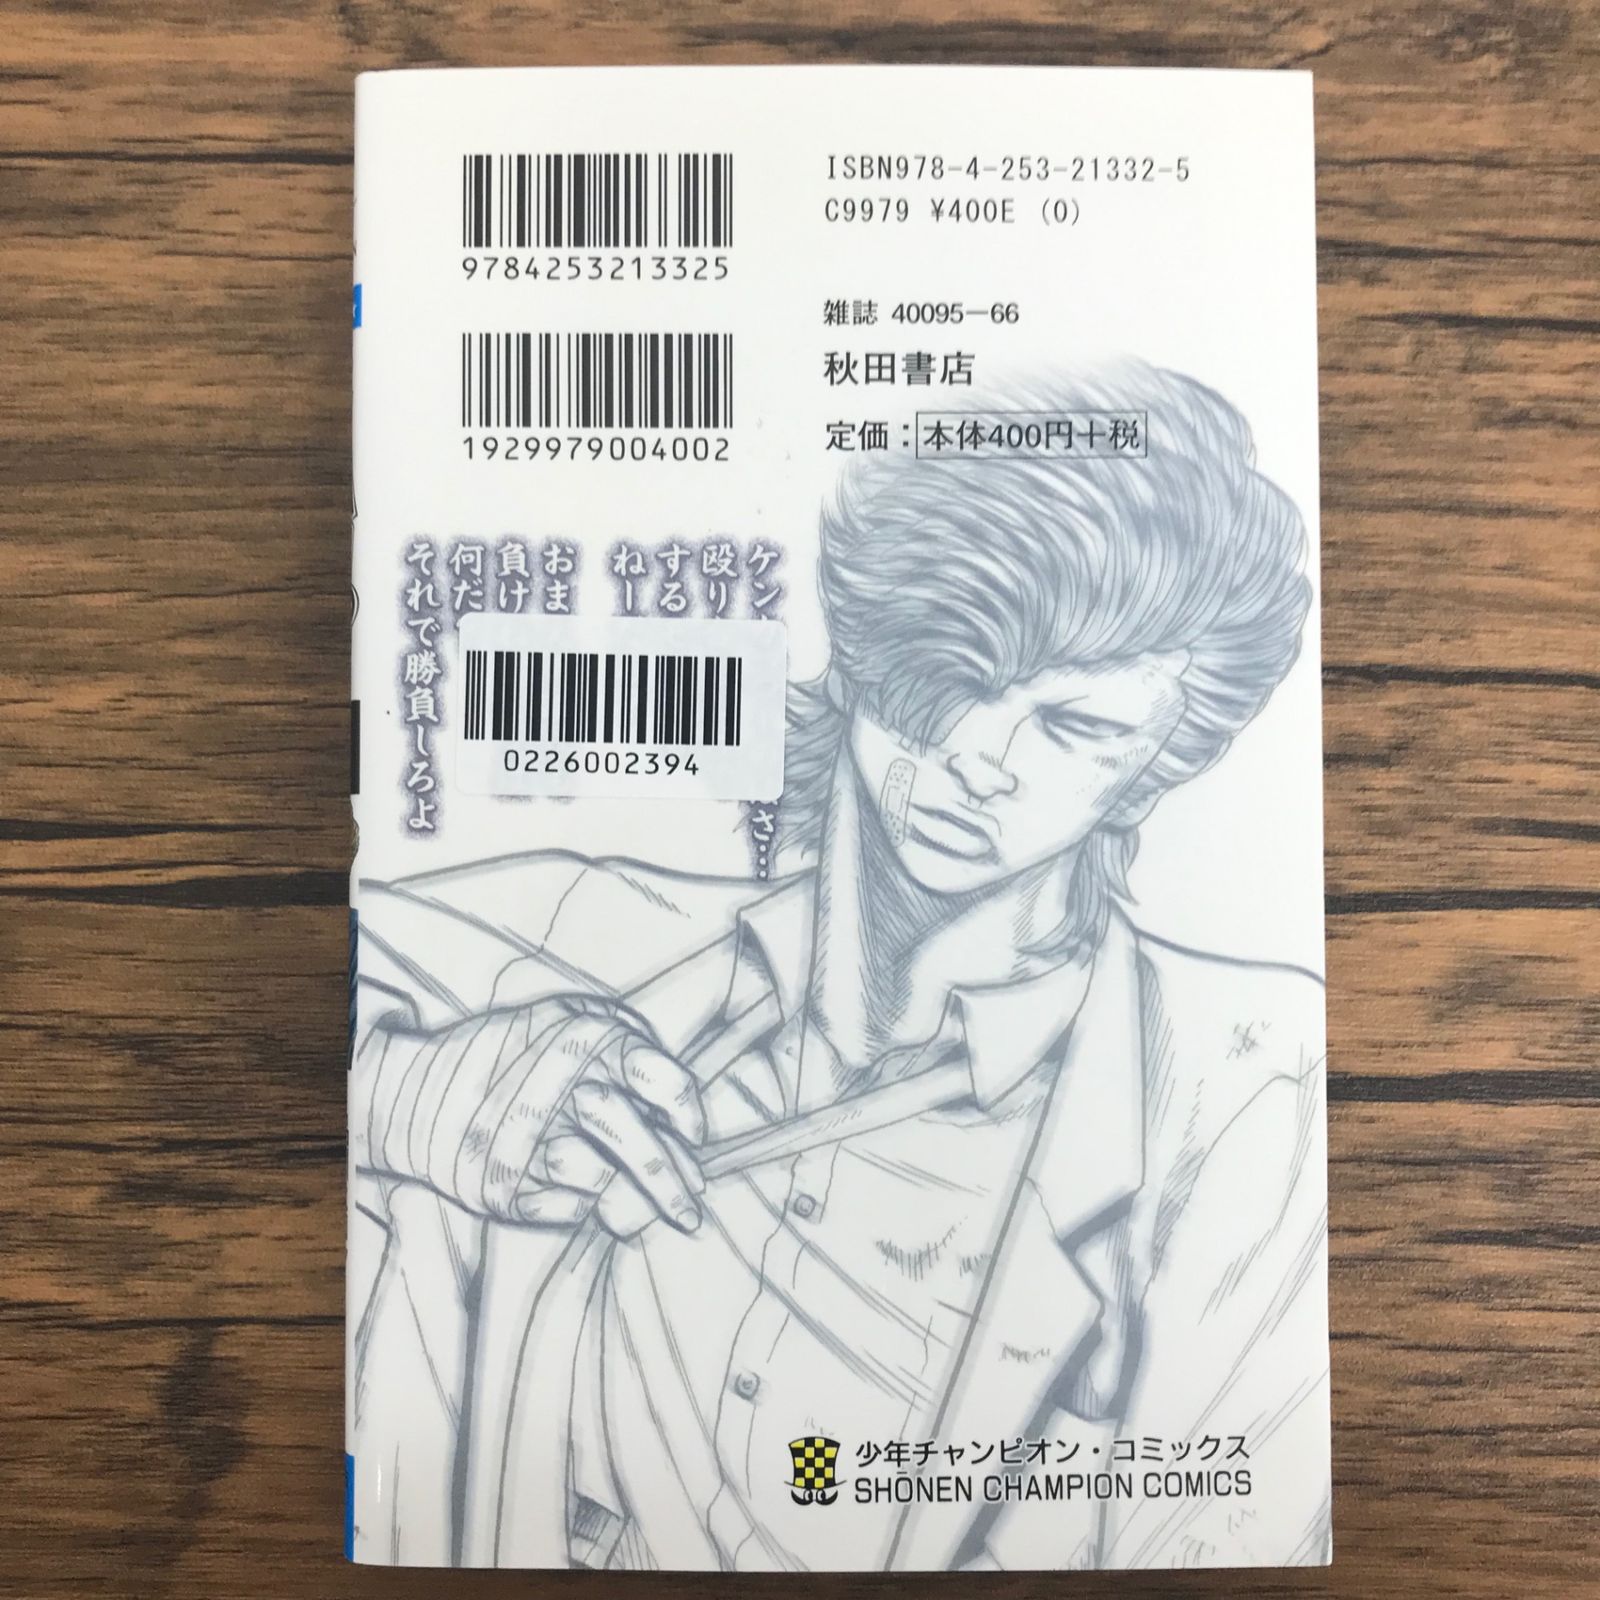 9784253213325
1929979004002
ISBN978-4-253-21332-5
C9979 ¥400E (0)
雑誌 40095-66
秋田書店
定価：本体400円+税
ケン
殴り
する
ねー
おま
負け
何だ
それで勝負しろよ
さ…
0226002394
少年チャンピオン・コミックス
SHŌNEN CHAMPION COMICS